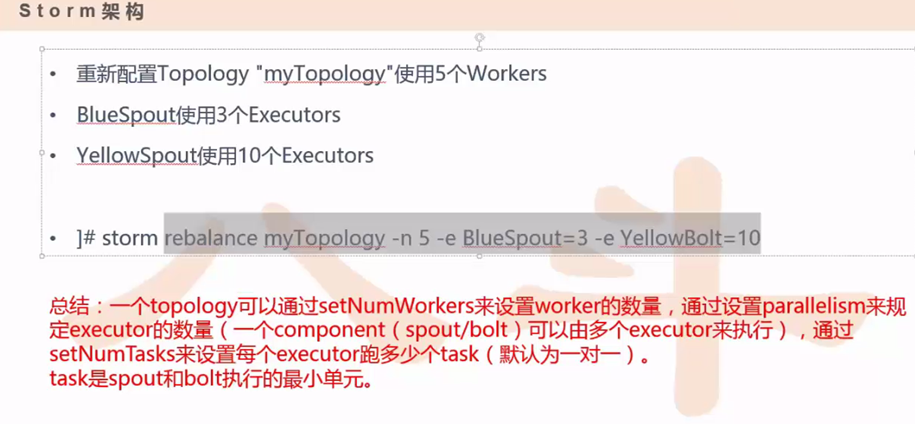 Storm架构
• 重新配置Topology "myTopology"使用5个Workers
• BlueSpout使用3个Executors
• YellowSpout使用10个Executors
• ]# storm rebalance myTopology -n 5 -e BlueSpout=3 -e YellowBolt=10
总结：一个topology可以通过setNumWorkers来设置worker的数量，通过设置parallelism来规
定executor的数量（一个component（spout/bolt）可以由多个executor来执行），通过
setNumTasks来设置每个executor跑多少个task（默认为一对一）。
task是spout和bolt执行的最小单元。
八斗